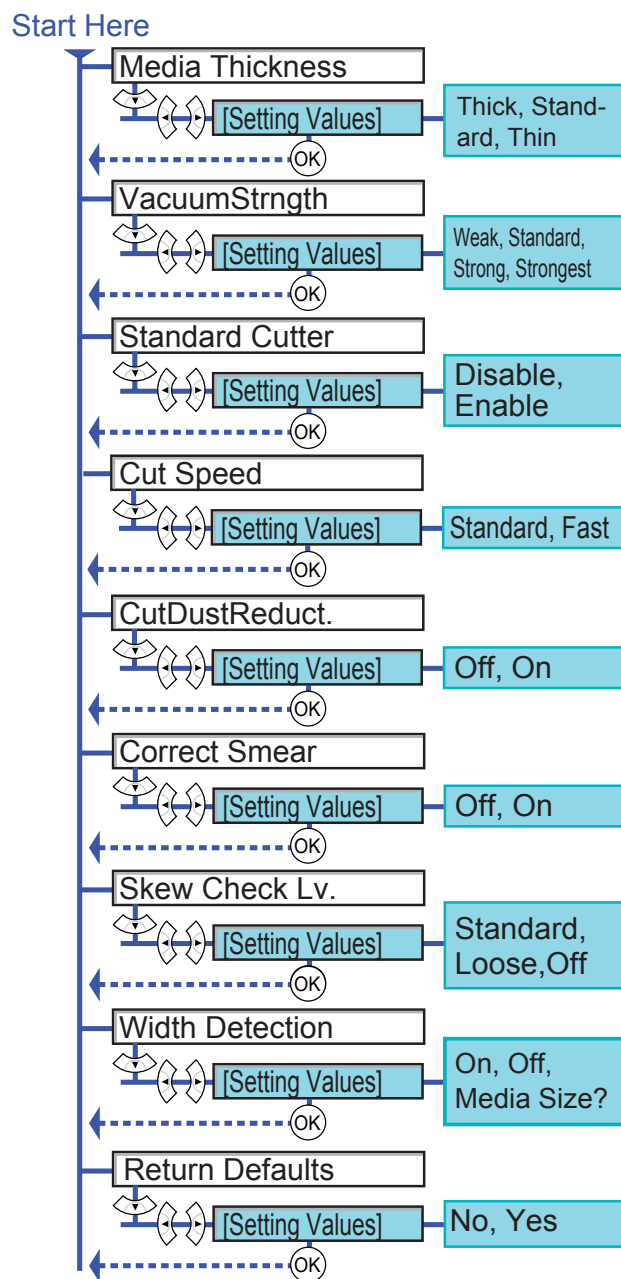 Start Here
Media Thickness
[Setting Values]
Thick, Stand-
ard, Thin
OK
VacuumStrngth
[Setting Values]
Weak, Standard,
Strong, Strongest
OK
Standard Cutter
[Setting Values]
Disable,
Enable
OK
Cut Speed
[Setting Values]
Standard, Fast
OK
CutDustReduct.
[Setting Values]
Off, On
OK
Correct Smear
[Setting Values]
Off, On
OK
Skew Check Lv.
[Setting Values]
Standard,
Loose,Off
OK
Width Detection
[Setting Values]
On, Off,
Media Size?
OK
Return Defaults
[Setting Values]
No, Yes
OK